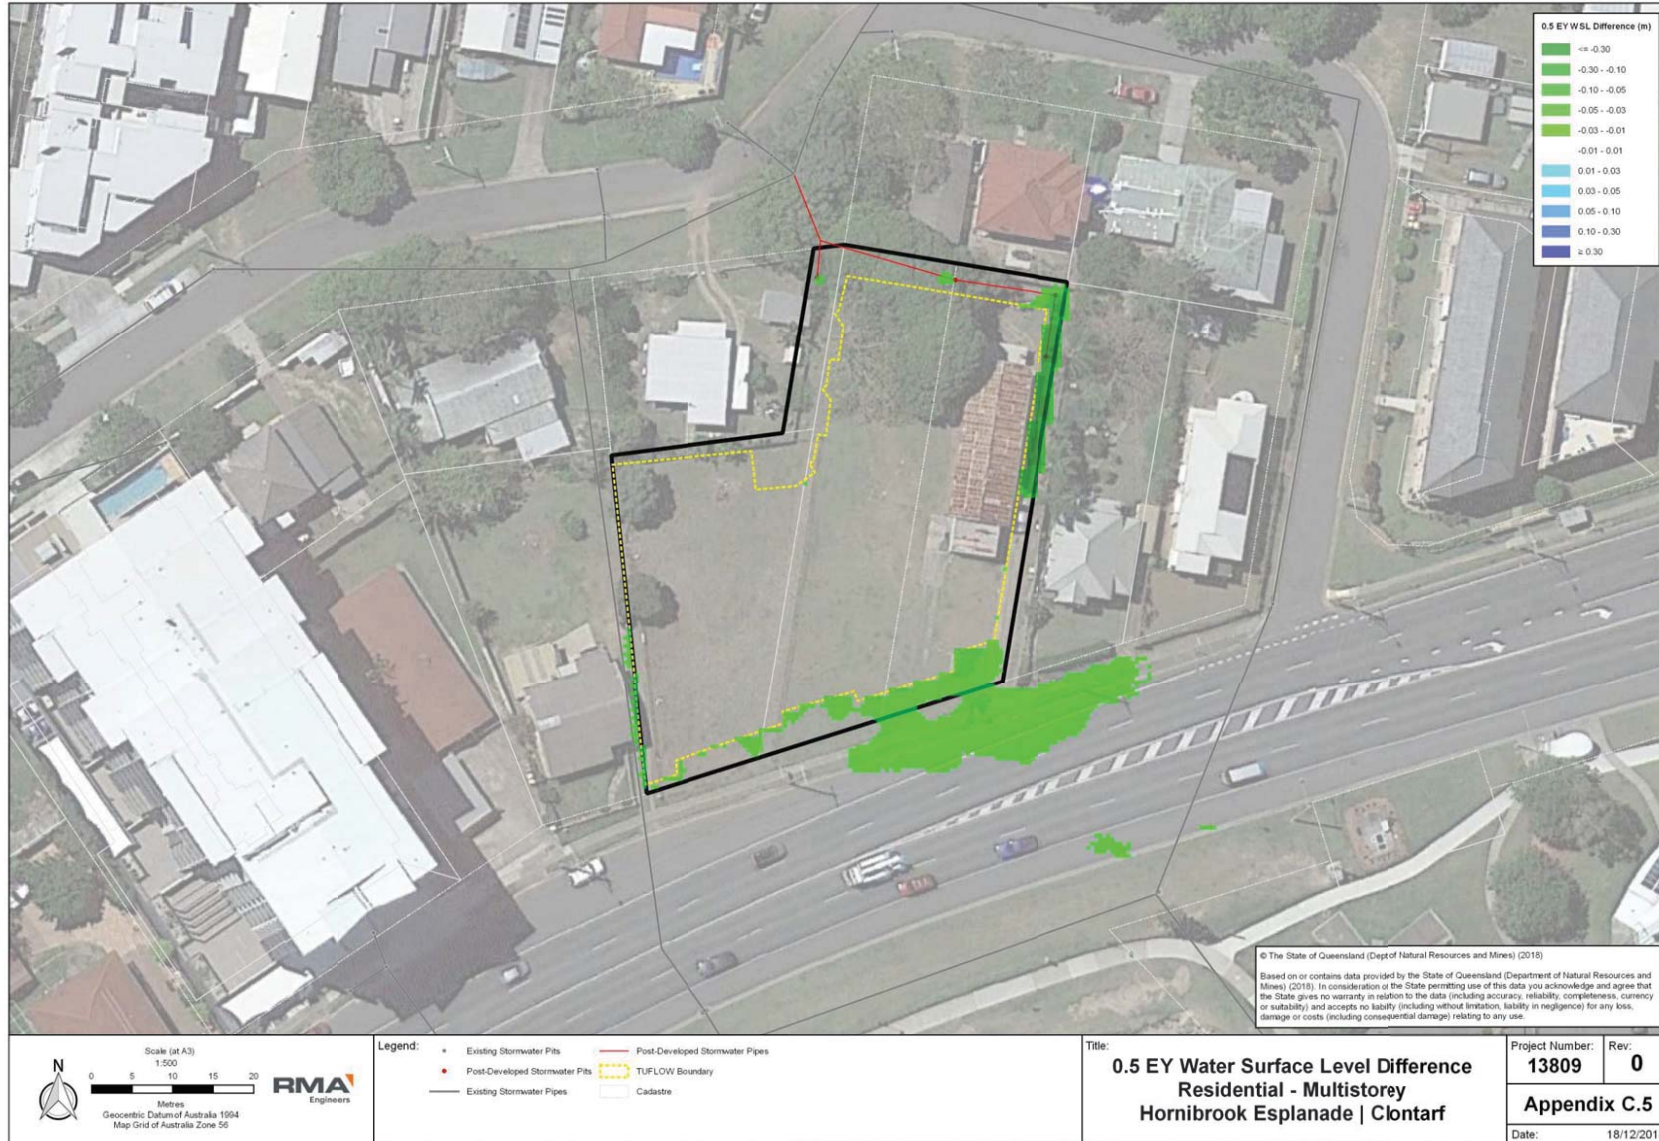 0.5 EY WSL Difference (m)
<= -0.30
-0.30 - -0.10
-0.10 - -0.05
-0.05 - -0.03
-0.03 - -0.01
-0.01 - 0.01
0.01 - 0.03
0.03 - 0.05
0.05 - 0.10
0.10 - 0.30
≥ 0.30
© The State of Queensland (Dept of Natural Resources and Mines) (2018)
Based on or contains data provided by the State of Queensland (Department of Natural Resources and
Mines) (2018). In consideration of the State permitting use of this data you acknowledge and agree that
the State gives no warranty in relation to the data (including accuracy, reliability, completeness, currency
or suitability) and accepts no liability (including without limitation, liability in negligence) for any loss,
damage or costs (including consequential damage) relating to any use.
N
Scale (at A3)
1:500
0 5 10 15 20
Metres
Geocentric Datum of Australia 1994
Map Grid of Australia Zone 56
RMA
Engineers
Legend:
Existing Stormwater Pits
Post-Developed Stormwater Pits
Existing Stormwater Pipes
Post-Developed Stormwater Pipes
TUFLOW Boundary
Cadastre
Title:
0.5 EY Water Surface Level Difference
Residential - Multistorey
Hornibrook Esplanade | Clontarf
Project Number:
13809
Rev:
0
Appendix C.5
Date: 18/12/201